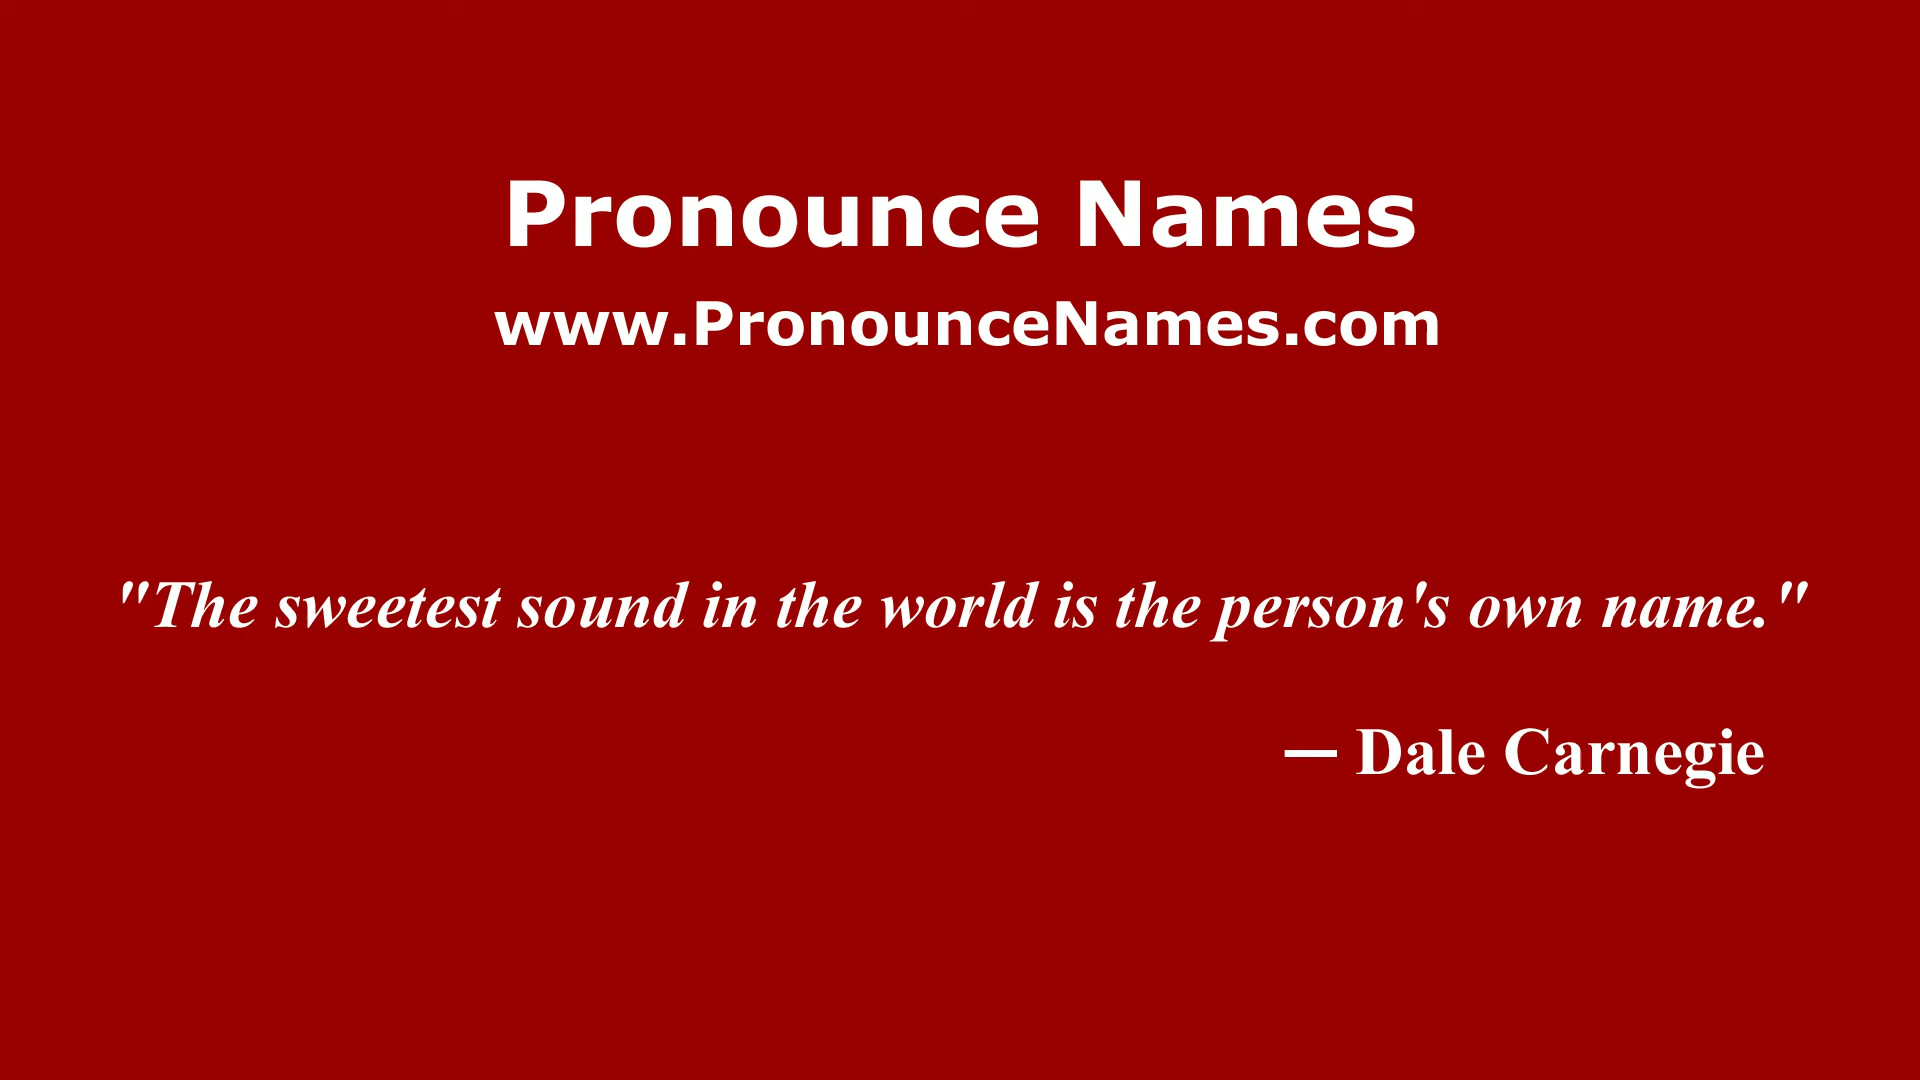 Pronounce Names
www.PronounceNames.com
"The sweetest sound in the world is the person's own name."
— Dale Carnegie